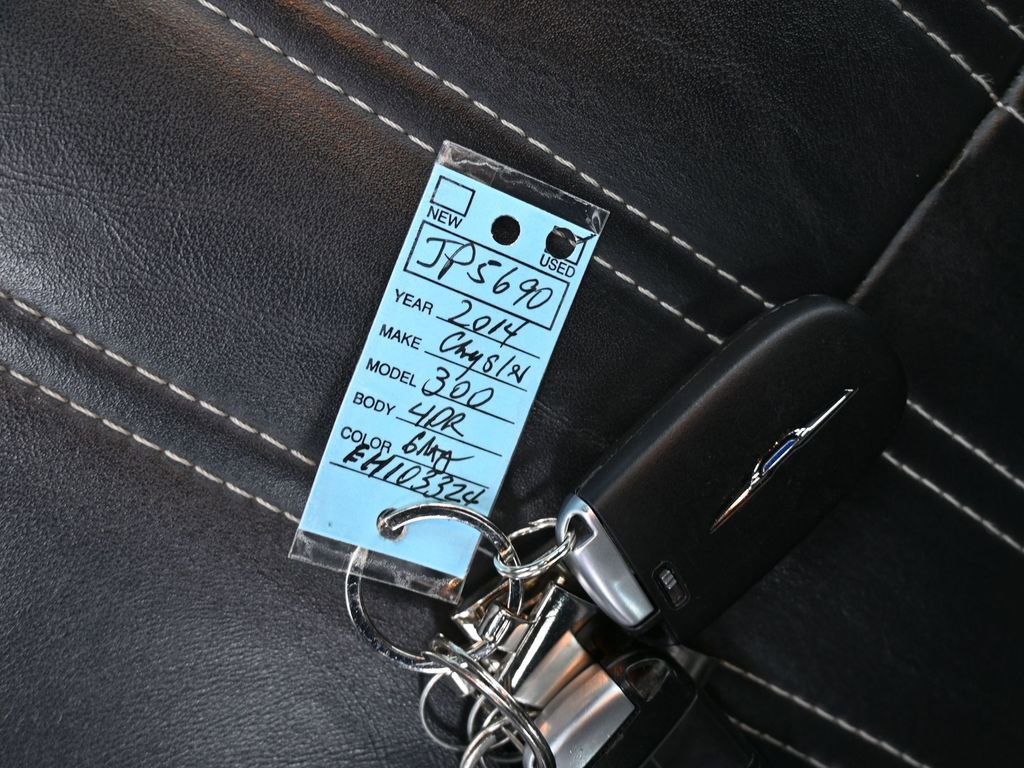 NEW
USED
JP5690
YEAR 2014
MAKE Chrysler
MODEL 300
BODY 4DR
COLOR
EH103324